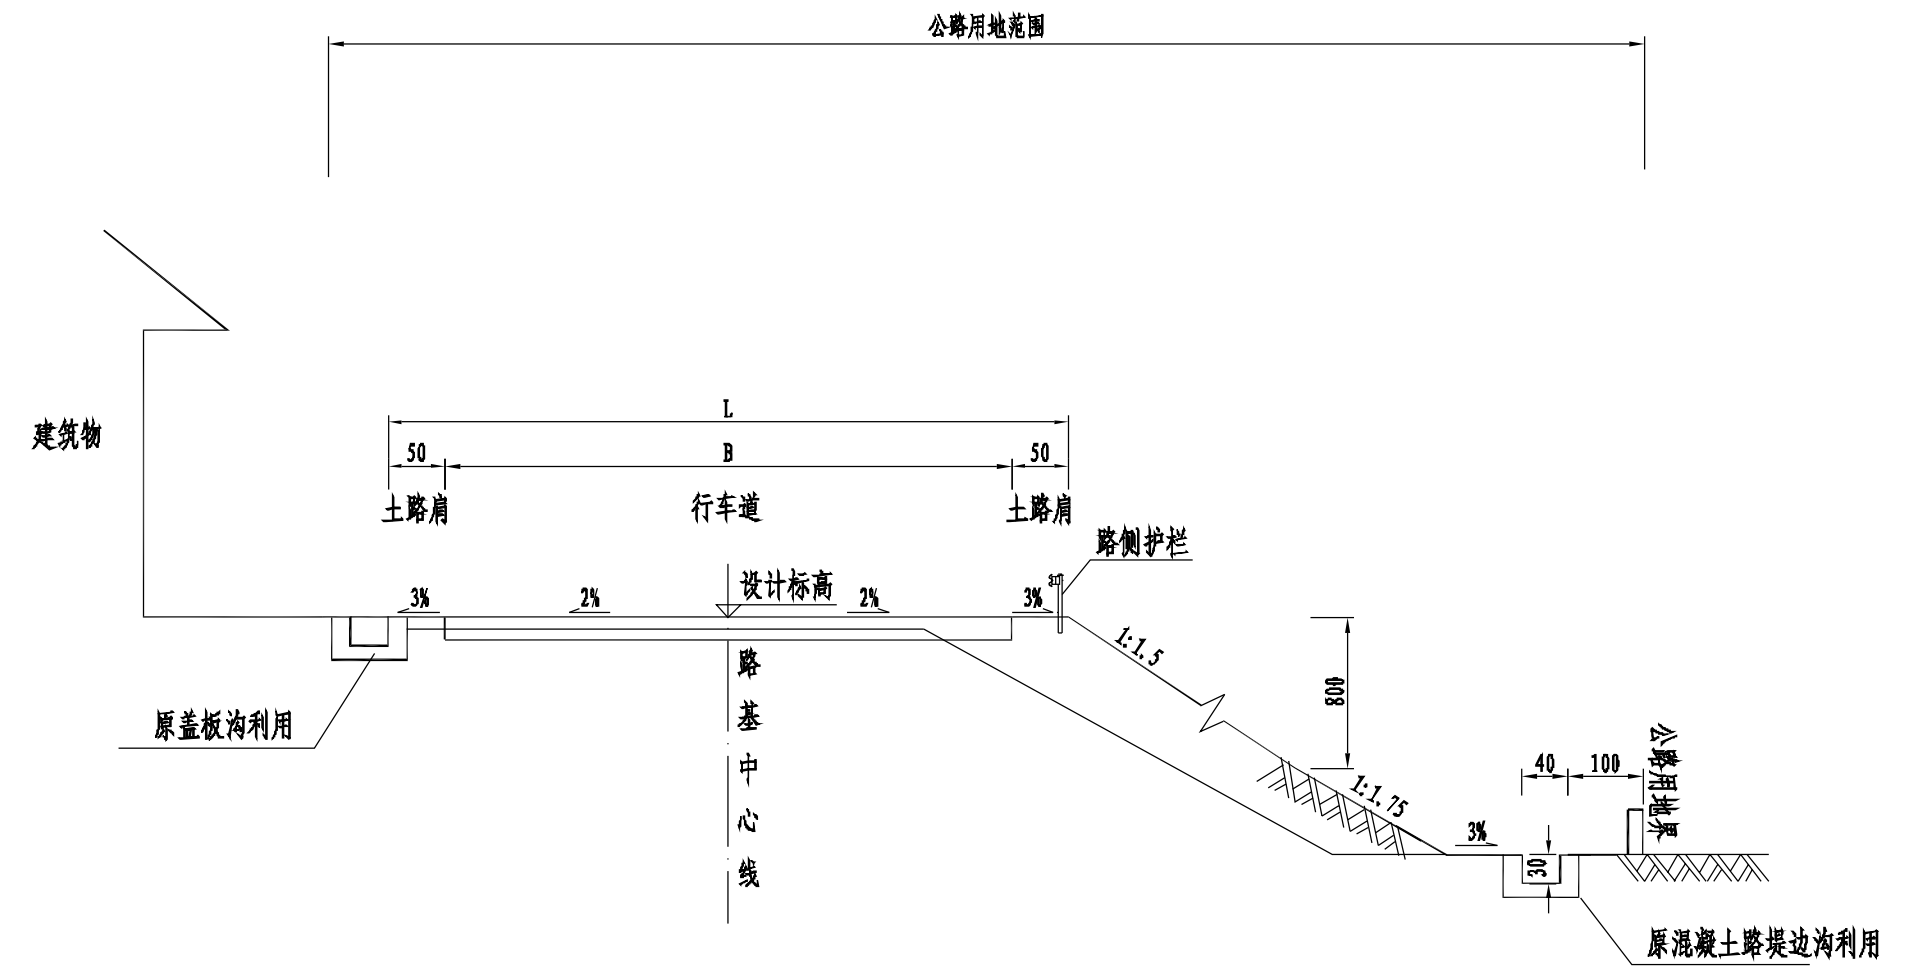 公路用地范围
L
50
B
50
建筑物
土路肩
行车道
土路肩
路侧护栏
设计标高
3%
2%
2%
3%
1:1.5
800
路基中心线
原盖板沟利用
公路用地界
40
100
1:1.75
3%
30
原混凝土路堤边沟利用